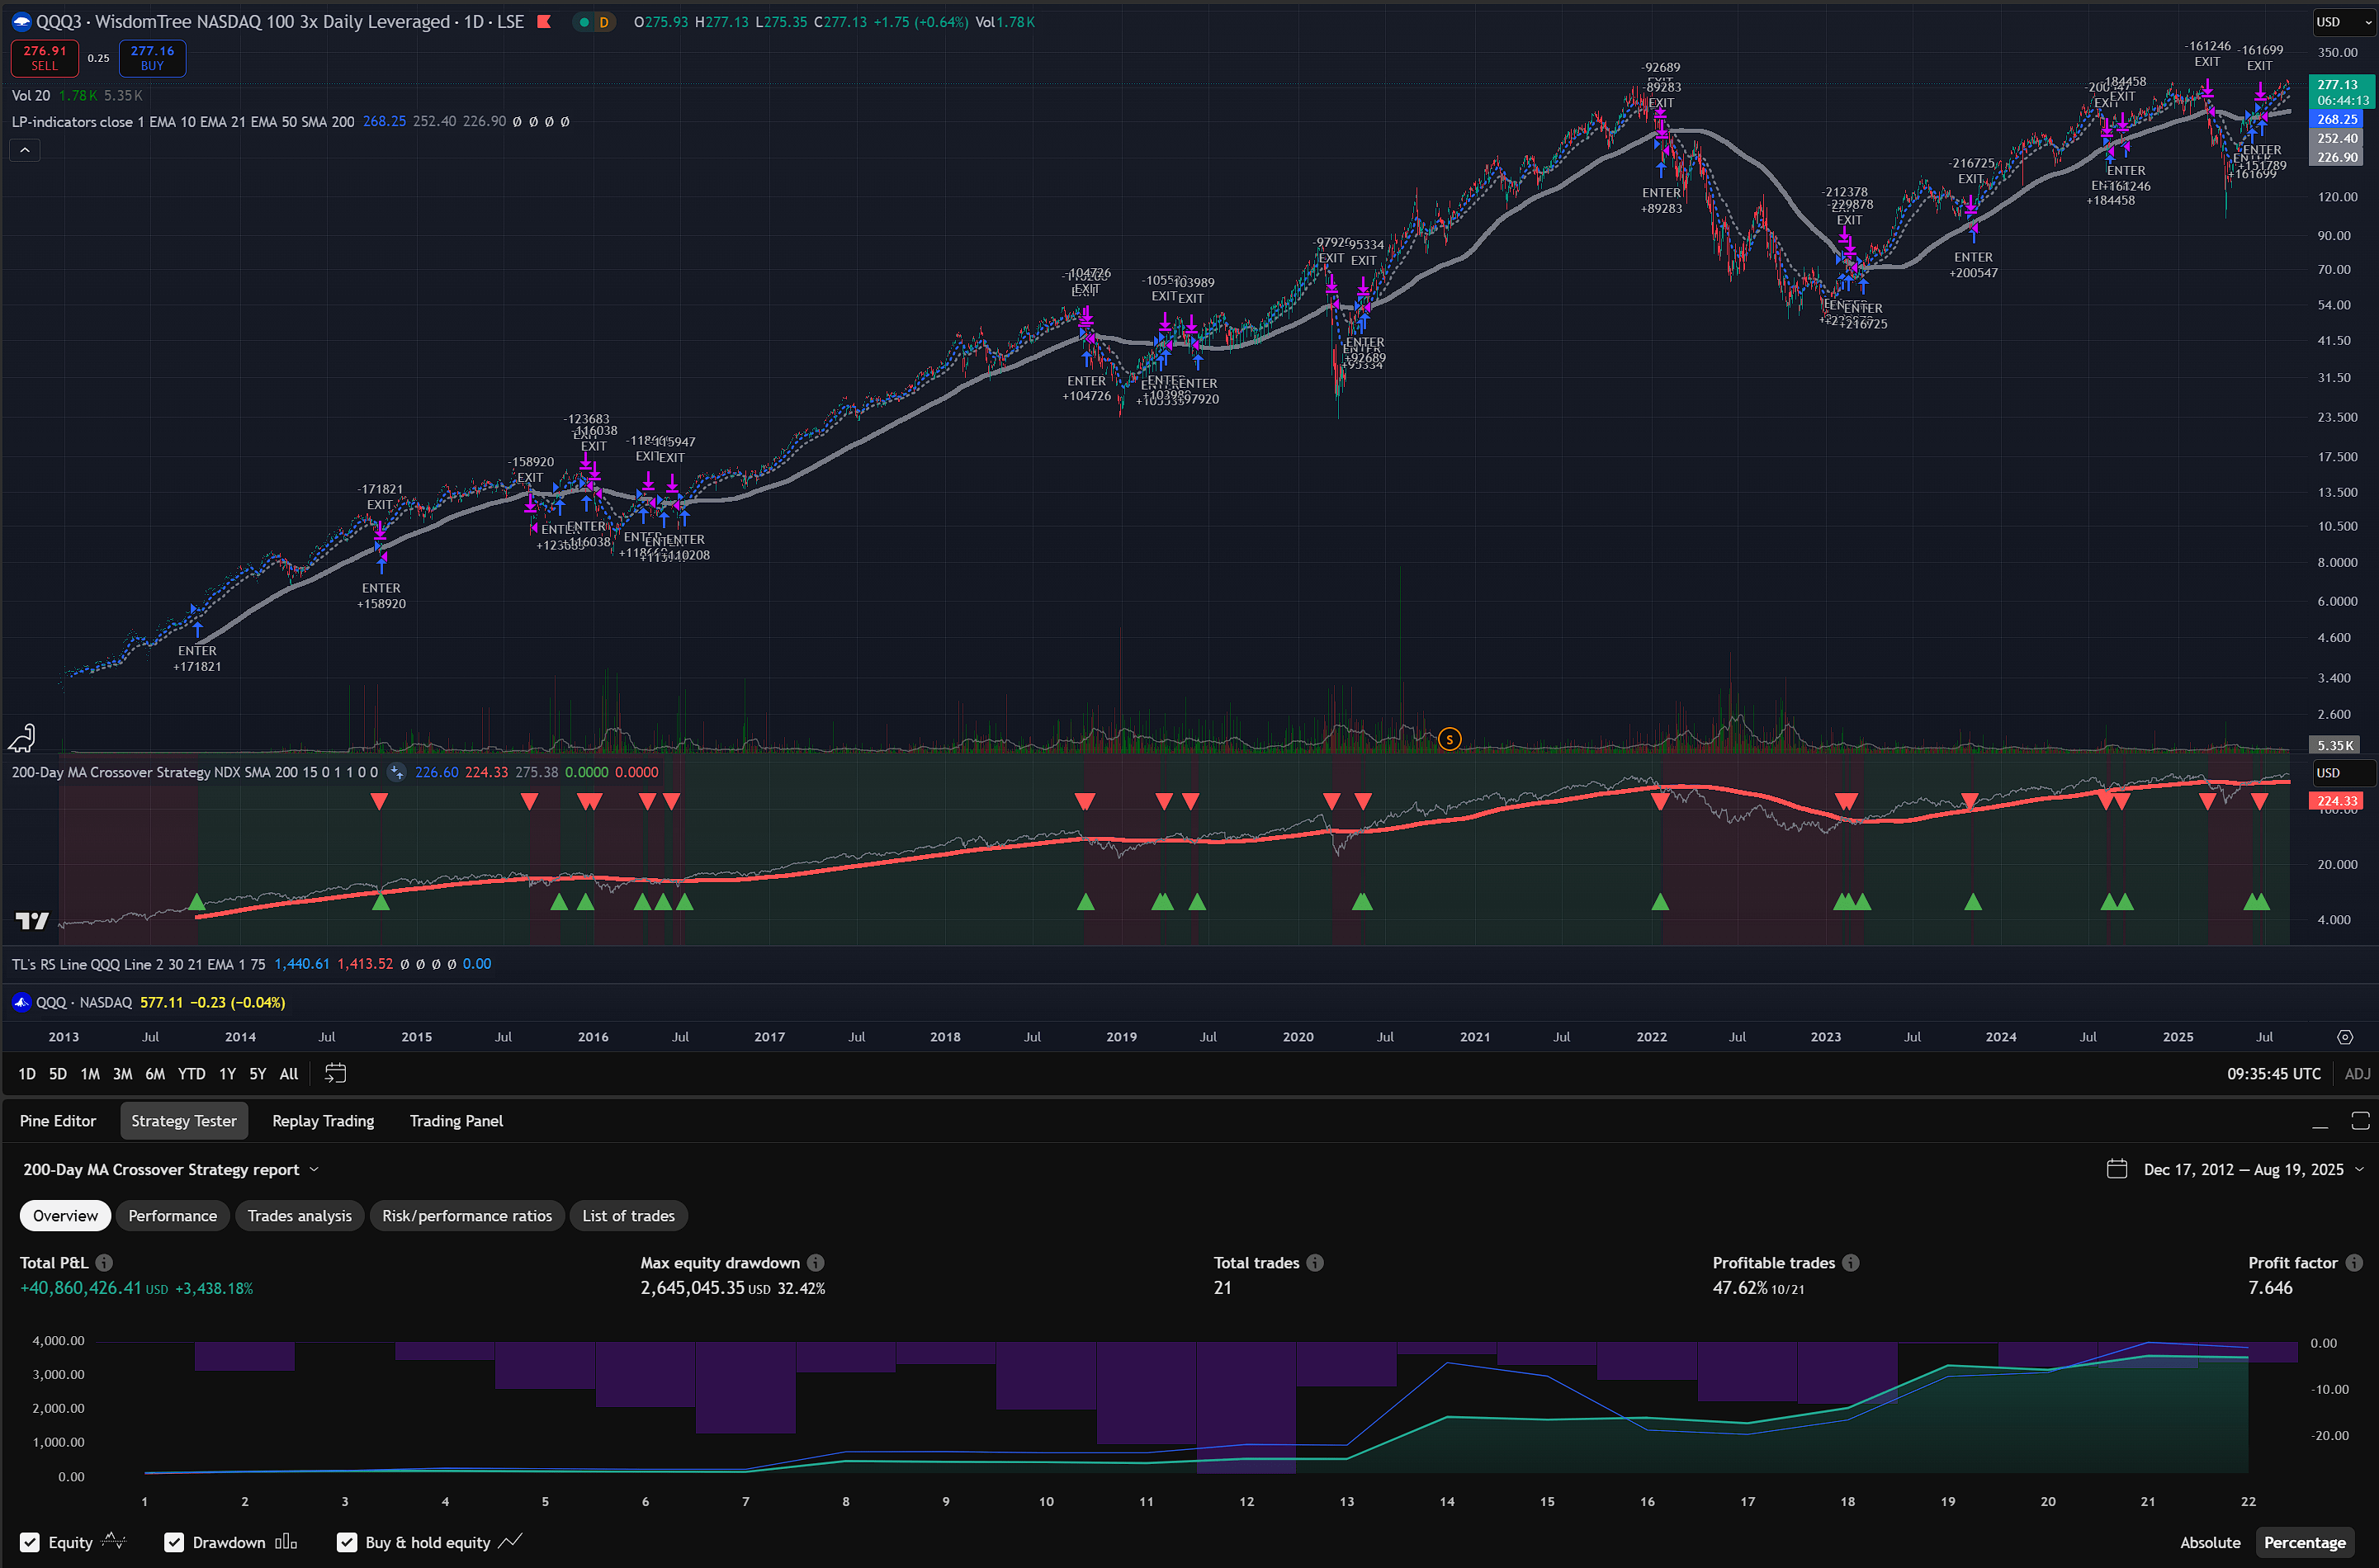 QQQ3 · WisdomTree NASDAQ 100 3x Daily Leveraged · 1D · LSE D O275.93 H277.13 L275.35 C277.13 +1.75 (+0.64%) Vol1.78K
276.91 SELL 0.25 277.16 BUY
Vol 20 1.78K 5.35K
LP-indicators close 1 EMA 10 EMA 21 EMA 50 SMA 200 268.25 252.40 226.90 Ø Ø Ø Ø
USD
350.00
277.13
06:44:13
268.25
252.40
226.90
120.00
90.00
70.00
54.00
41.50
31.50
23.500
17.500
13.500
10.500
8.0000
6.0000
4.600
3.400
2.600
5.35K
-161246
EXIT
-161699
EXIT
-92689
-89283
EXIT
-184458
EXIT
ENTER
+161246
+184458
ENTER
+151789
+161699
ENTER
+89283
-212378
-229878
EXIT
-216725
EXIT
ENTER
+200547
ENTER
+216725
-97920
EXIT
-95334
EXIT
ENTER
+92689
+95334
-104726
EXIT
EXIT
-103989
EXIT
ENTER
+104726
ENTER
+97920
-123683
-116038
EXIT
-158920
EXIT
-115947
EXIT
-171821
EXIT
ENTER
+116038
ENTER
+110208
ENTER
+158920
ENTER
+171821
S
200-Day MA Crossover Strategy NDX SMA 200 15 0 1 1 0 0 226.60 224.33 275.38 0.0000 0.0000
USD
224.33
20.000
4.000
TL's RS Line QQQ Line 2 30 21 EMA 1 75 1,440.61 1,413.52 Ø Ø Ø Ø 0.00
QQQ · NASDAQ 577.11 −0.23 (−0.04%)
2013 Jul 2014 Jul 2015 Jul 2016 Jul 2017 Jul 2018 Jul 2019 Jul 2020 Jul 2021 Jul 2022 Jul 2023 Jul 2024 Jul 2025 Jul
1D 5D 1M 3M 6M YTD 1Y 5Y All 09:35:45 UTC ADJ
Pine Editor Strategy Tester Replay Trading Trading Panel
200-Day MA Crossover Strategy report Dec 17, 2012 — Aug 19, 2025
Overview Performance Trades analysis Risk/performance ratios List of trades
Total P&L Max equity drawdown Total trades Profitable trades Profit factor
+40,860,426.41 USD +3,438.18% 2,645,045.35 USD 32.42% 21 47.62% 10/21 7.646
4,000.00 0.00
3,000.00
-10.00
2,000.00
1,000.00 -20.00
0.00
1 2 3 4 5 6 7 8 9 10 11 12 13 14 15 16 17 18 19 20 21 22
Equity Drawdown Buy & hold equity Absolute Percentage